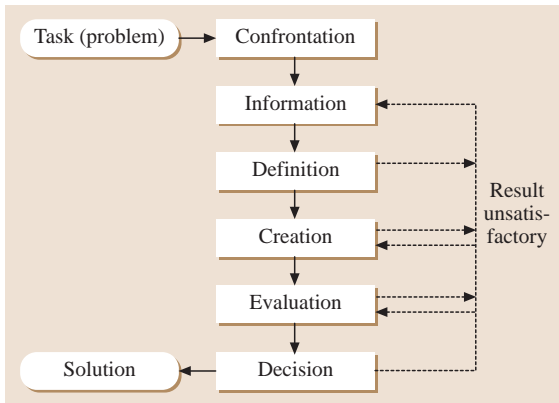 Task (problem)
Confrontation
Information
Definition
Result
unsatis-
factory
Creation
Evaluation
Solution
Decision